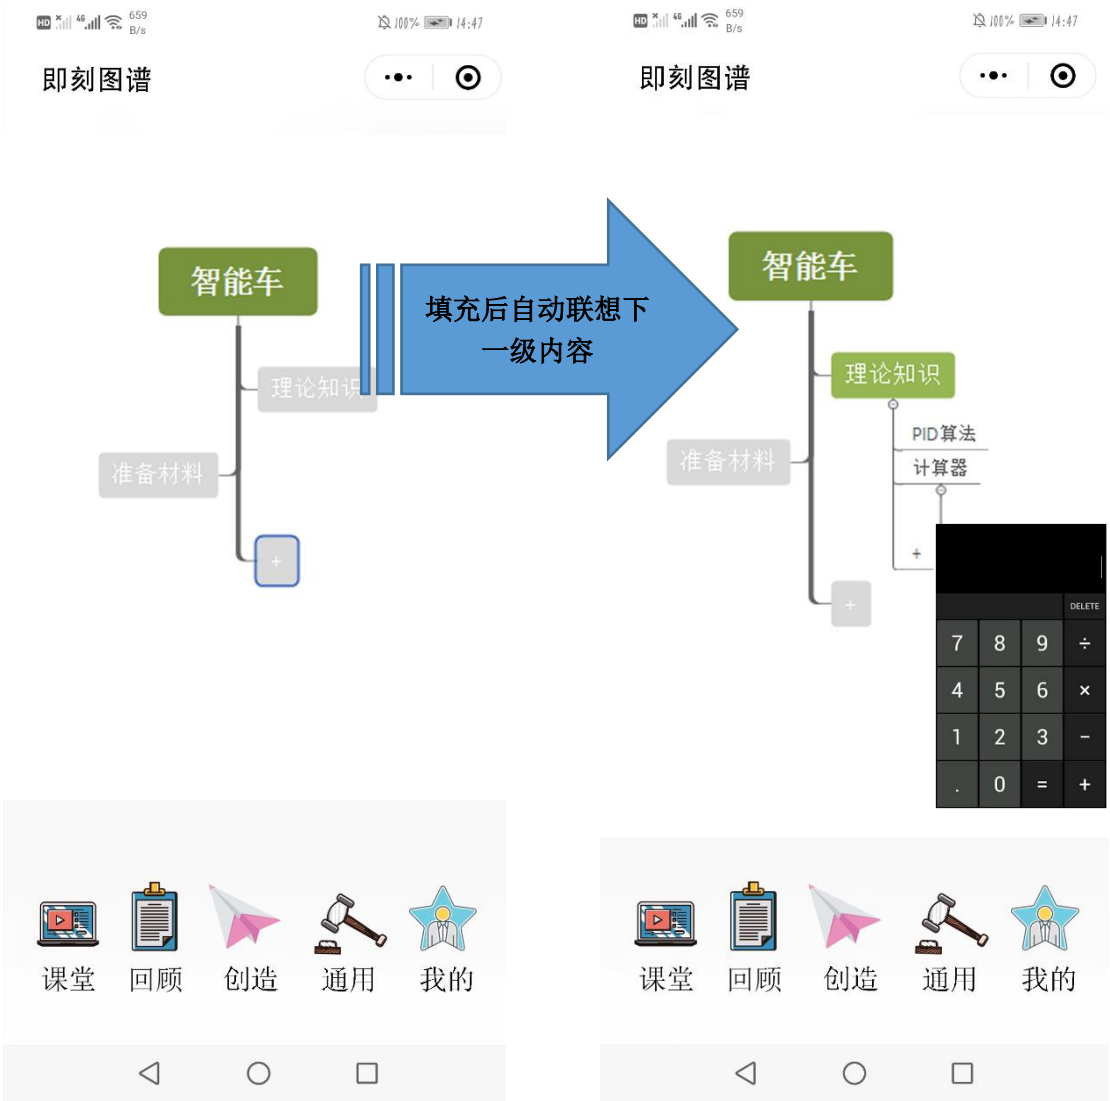 HD 4G 659 B/s 100% 14:47
即刻图谱
智能车
理论知识
准备材料
+
课堂 回顾 创造 通用 我的
填充后自动联想下
一级内容
HD 4G 659 B/s 100% 14:47
即刻图谱
智能车
理论知识
PID算法
准备材料
计算器
+
+
DELETE
7 8 9 ÷
4 5 6 ×
1 2 3 −
. 0 = +
课堂 回顾 创造 通用 我的